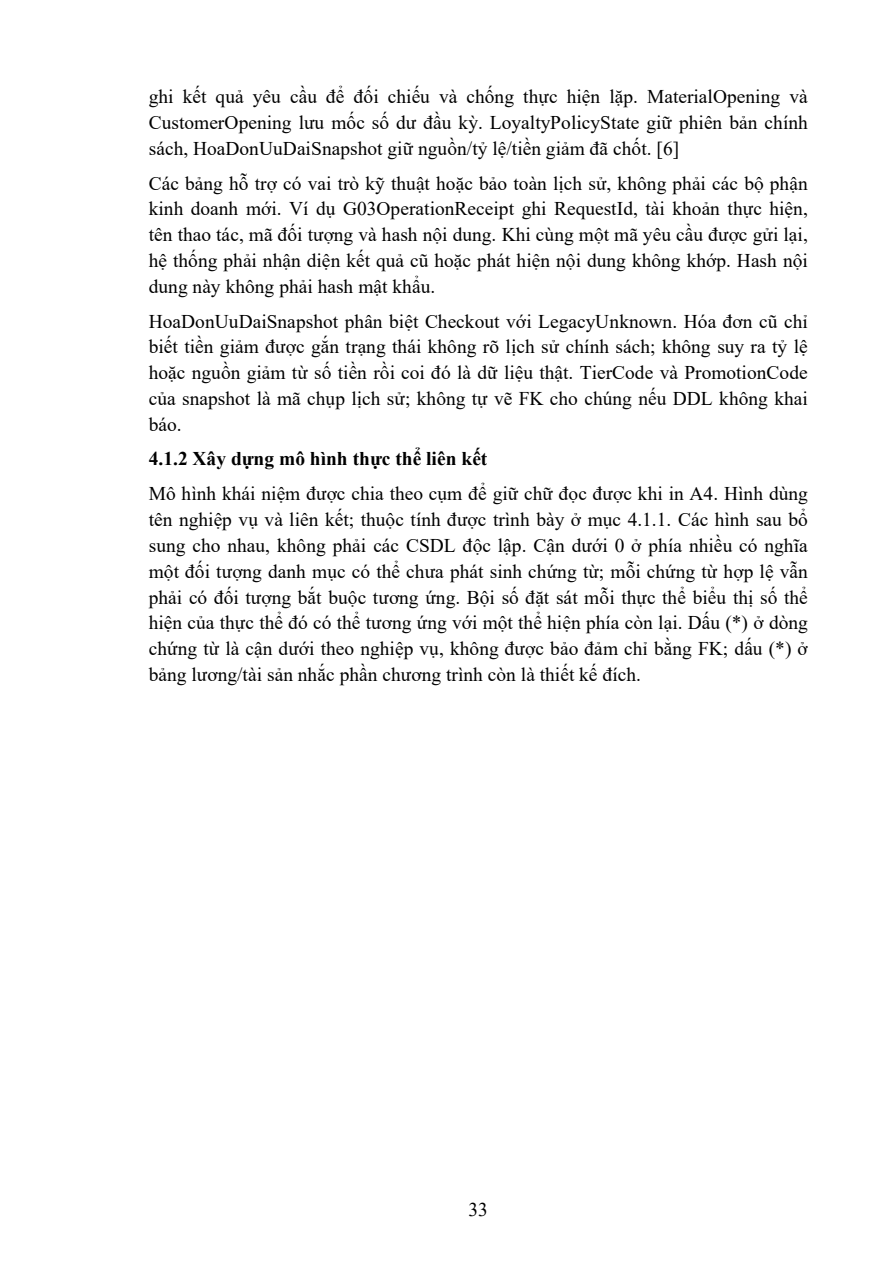 ghi kết quả yêu cầu để đối chiếu và chống thực hiện lặp. MaterialOpening và
CustomerOpening lưu mốc số dư đầu kỳ. LoyaltyPolicyState giữ phiên bản chính
sách, HoaDonUuDaiSnapshot giữ nguồn/tỷ lệ/tiền giảm đã chốt. [6]
Các bảng hỗ trợ có vai trò kỹ thuật hoặc bảo toàn lịch sử, không phải các bộ phận
kinh doanh mới. Ví dụ G03OperationReceipt ghi RequestId, tài khoản thực hiện,
tên thao tác, mã đối tượng và hash nội dung. Khi cùng một mã yêu cầu được gửi lại,
hệ thống phải nhận diện kết quả cũ hoặc phát hiện nội dung không khớp. Hash nội
dung này không phải hash mật khẩu.
HoaDonUuDaiSnapshot phân biệt Checkout với LegacyUnknown. Hóa đơn cũ chỉ
biết tiền giảm được gắn trạng thái không rõ lịch sử chính sách; không suy ra tỷ lệ
hoặc nguồn giảm từ số tiền rồi coi đó là dữ liệu thật. TierCode và PromotionCode
của snapshot là mã chụp lịch sử; không tự vẽ FK cho chúng nếu DDL không khai
báo.
4.1.2 Xây dựng mô hình thực thể liên kết
Mô hình khái niệm được chia theo cụm để giữ chữ đọc được khi in A4. Hình dùng
tên nghiệp vụ và liên kết; thuộc tính được trình bày ở mục 4.1.1. Các hình sau bổ
sung cho nhau, không phải các CSDL độc lập. Cận dưới 0 ở phía nhiều có nghĩa
một đối tượng danh mục có thể chưa phát sinh chứng từ; mỗi chứng từ hợp lệ vẫn
phải có đối tượng bắt buộc tương ứng. Bội số đặt sát mỗi thực thể biểu thị số thể
hiện của thực thể đó có thể tương ứng với một thể hiện phía còn lại. Dấu (*) ở dòng
chứng từ là cận dưới theo nghiệp vụ, không được bảo đảm chỉ bằng FK; dấu (*) ở
bảng lương/tài sản nhắc phần chương trình còn là thiết kế đích.
33